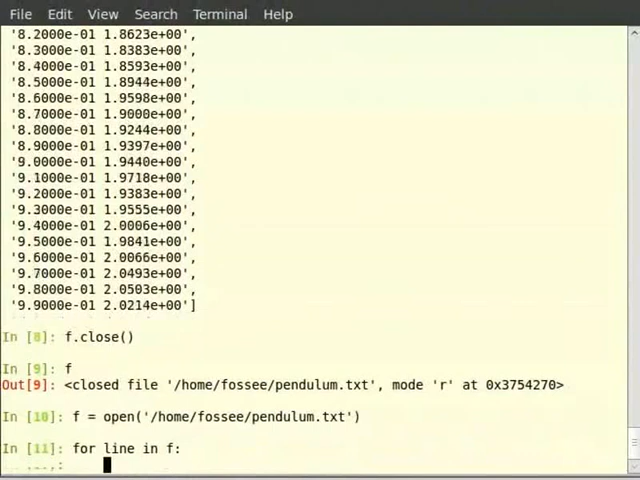 File Edit View Search Terminal Help
'8.2000e-01 1.8623e+00',
'8.3000e-01 1.8383e+00',
'8.4000e-01 1.8593e+00',
'8.5000e-01 1.8944e+00',
'8.6000e-01 1.9598e+00',
'8.7000e-01 1.9000e+00',
'8.8000e-01 1.9244e+00',
'8.9000e-01 1.9397e+00',
'9.0000e-01 1.9440e+00',
'9.1000e-01 1.9718e+00',
'9.2000e-01 1.9383e+00',
'9.3000e-01 1.9555e+00',
'9.4000e-01 2.0006e+00',
'9.5000e-01 1.9841e+00',
'9.6000e-01 2.0066e+00',
'9.7000e-01 2.0493e+00',
'9.8000e-01 2.0503e+00',
'9.9000e-01 2.0214e+00']
In [8]: f.close()
In [9]: f
Out[9]: <closed file '/home/fossee/pendulum.txt', mode 'r' at 0x3754270>
In [10]: f = open('/home/fossee/pendulum.txt')
In [11]: for line in f:
....: